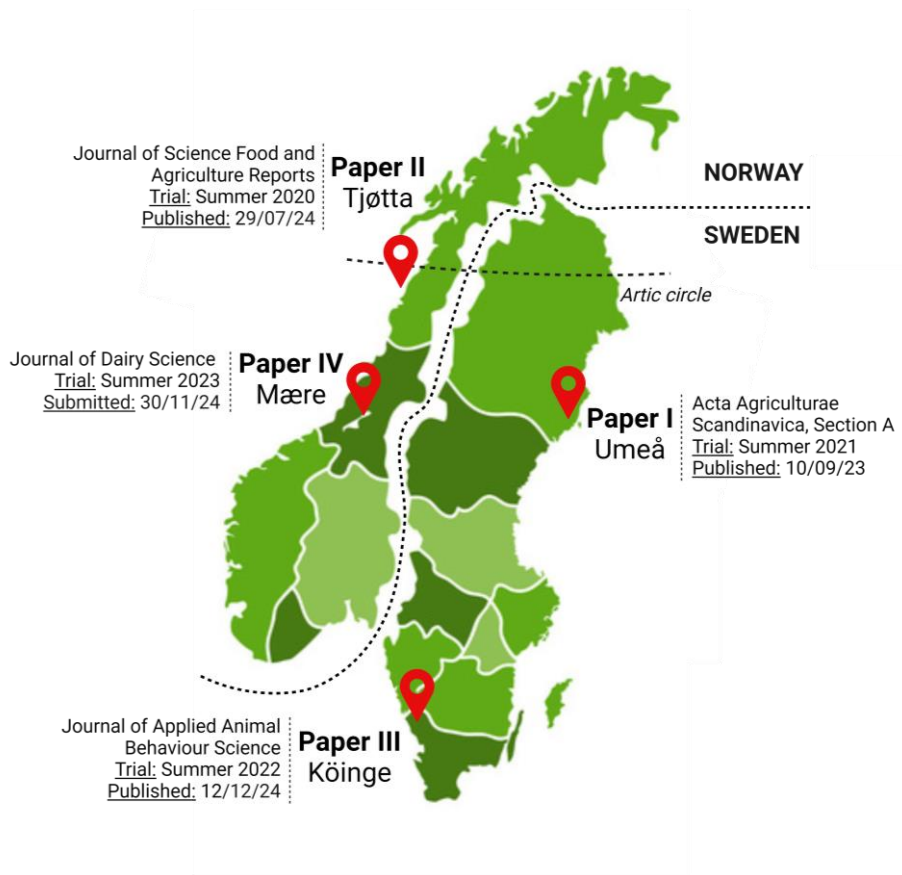 Journal of Science Food and
Agriculture Reports
Trial: Summer 2020
Published: 29/07/24
Paper II
Tjøtta
NORWAY
SWEDEN
Artic circle
Journal of Dairy Science
Trial: Summer 2023
Submitted: 30/11/24
Paper IV
Mære
Paper I
Umeå
Acta Agriculturae
Scandinavica, Section A
Trial: Summer 2021
Published: 10/09/23
Journal of Applied Animal
Behaviour Science
Trial: Summer 2022
Published: 12/12/24
Paper III
Köinge